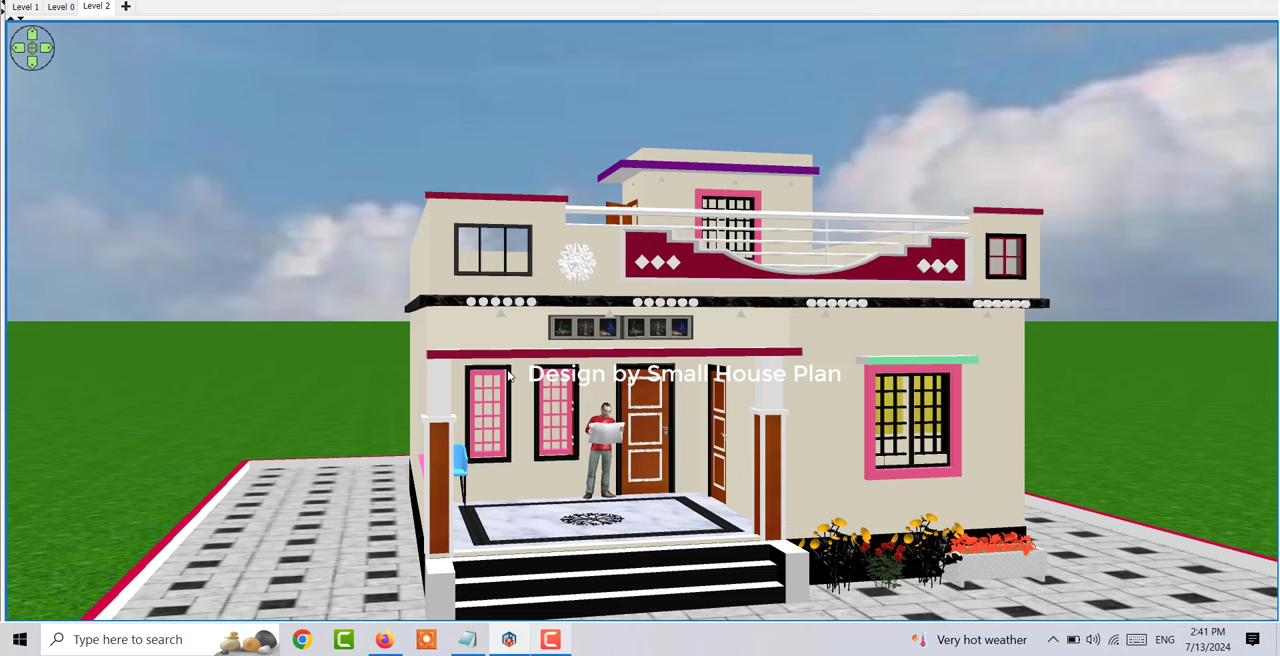 Level 1 Level 0 Level 2
Design by Small House Plan
Type here to search
Very hot weather
ENG
2:41 PM
7/13/2024